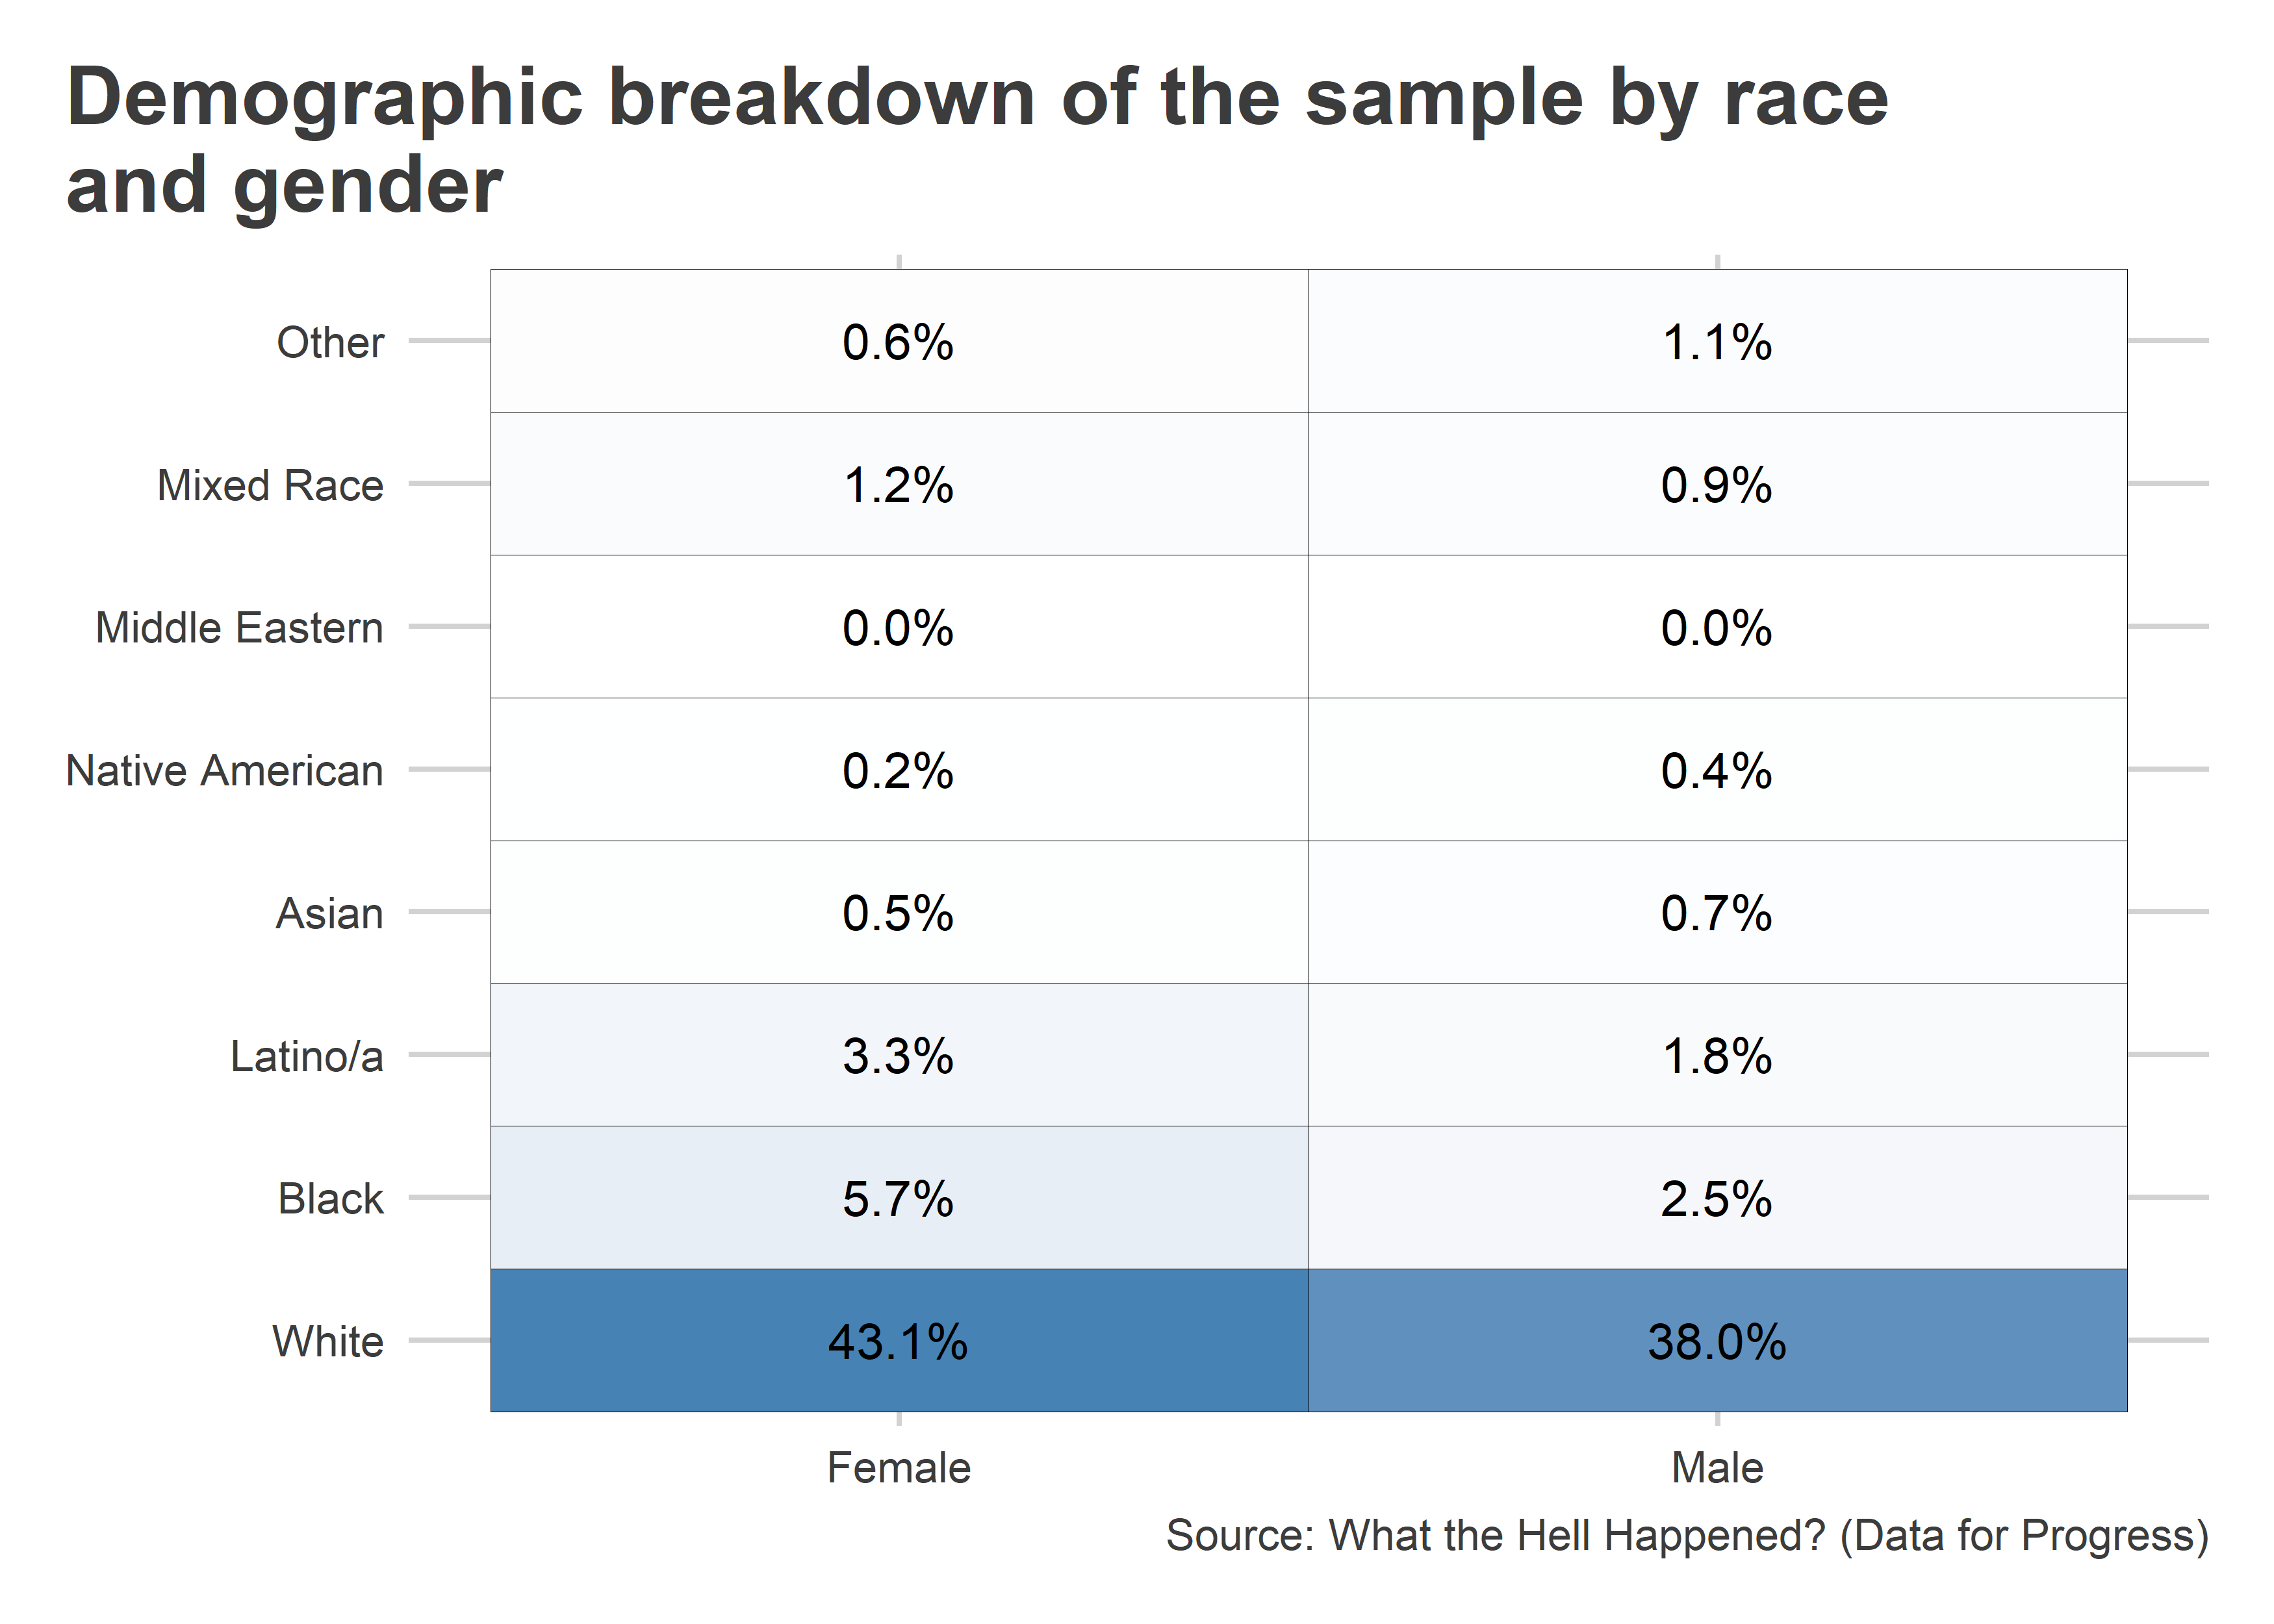 Demographic breakdown of the sample by race
and gender
Other 0.6% 1.1%
Mixed Race 1.2% 0.9%
Middle Eastern 0.0% 0.0%
Native American 0.2% 0.4%
Asian 0.5% 0.7%
Latino/a 3.3% 1.8%
Black 5.7% 2.5%
White 43.1% 38.0%
Female Male
Source: What the Hell Happened? (Data for Progress)